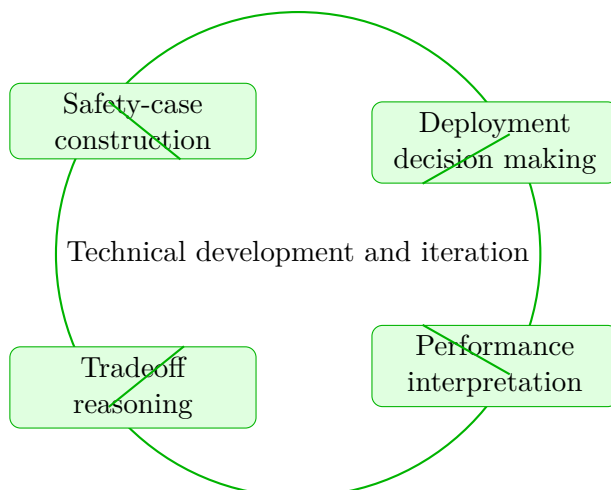 Safety-case
construction
Deployment
decision making
Technical development and iteration
Tradeoff
reasoning
Performance
interpretation